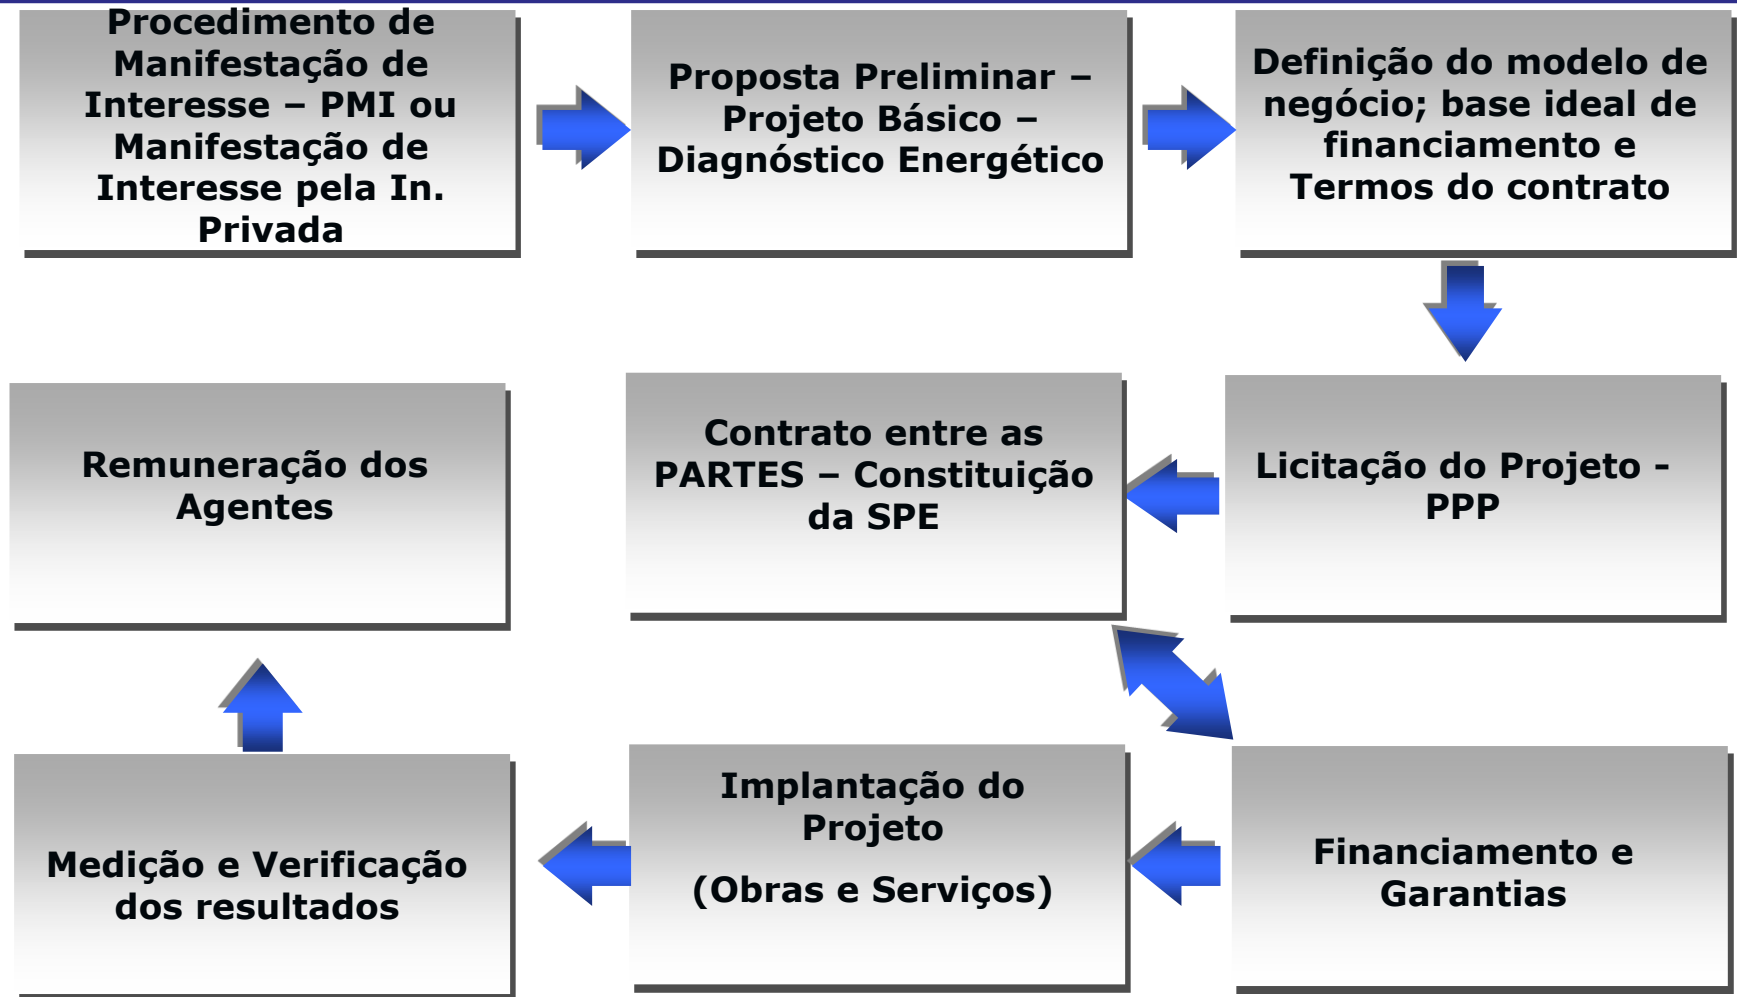 Procedimento de
Manifestação de
Interesse – PMI ou
Manifestação de
Interesse pela In.
Privada
Proposta Preliminar –
Projeto Básico –
Diagnóstico Energético
Definição do modelo de
negócio; base ideal de
financiamento e
Termos do contrato
Remuneração dos
Agentes
Contrato entre as
PARTES – Constituição
da SPE
Licitação do Projeto -
PPP
Medição e Verificação
dos resultados
Implantação do
Projeto
(Obras e Serviços)
Financiamento e
Garantias